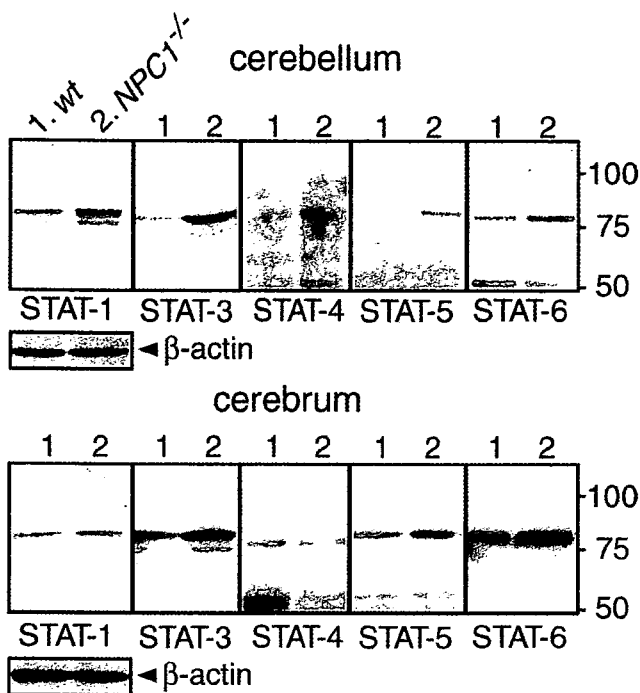 cerebellum
1. wt 2. NPC1-/-
1 2 1 2 1 2 1 2
100
75
50
STAT-1 STAT-3 STAT-4 STAT-5 STAT-6
◄ β-actin
cerebrum
1 2 1 2 1 2 1 2 1 2
100
75
50
STAT-1 STAT-3 STAT-4 STAT-5 STAT-6
◄ β-actin